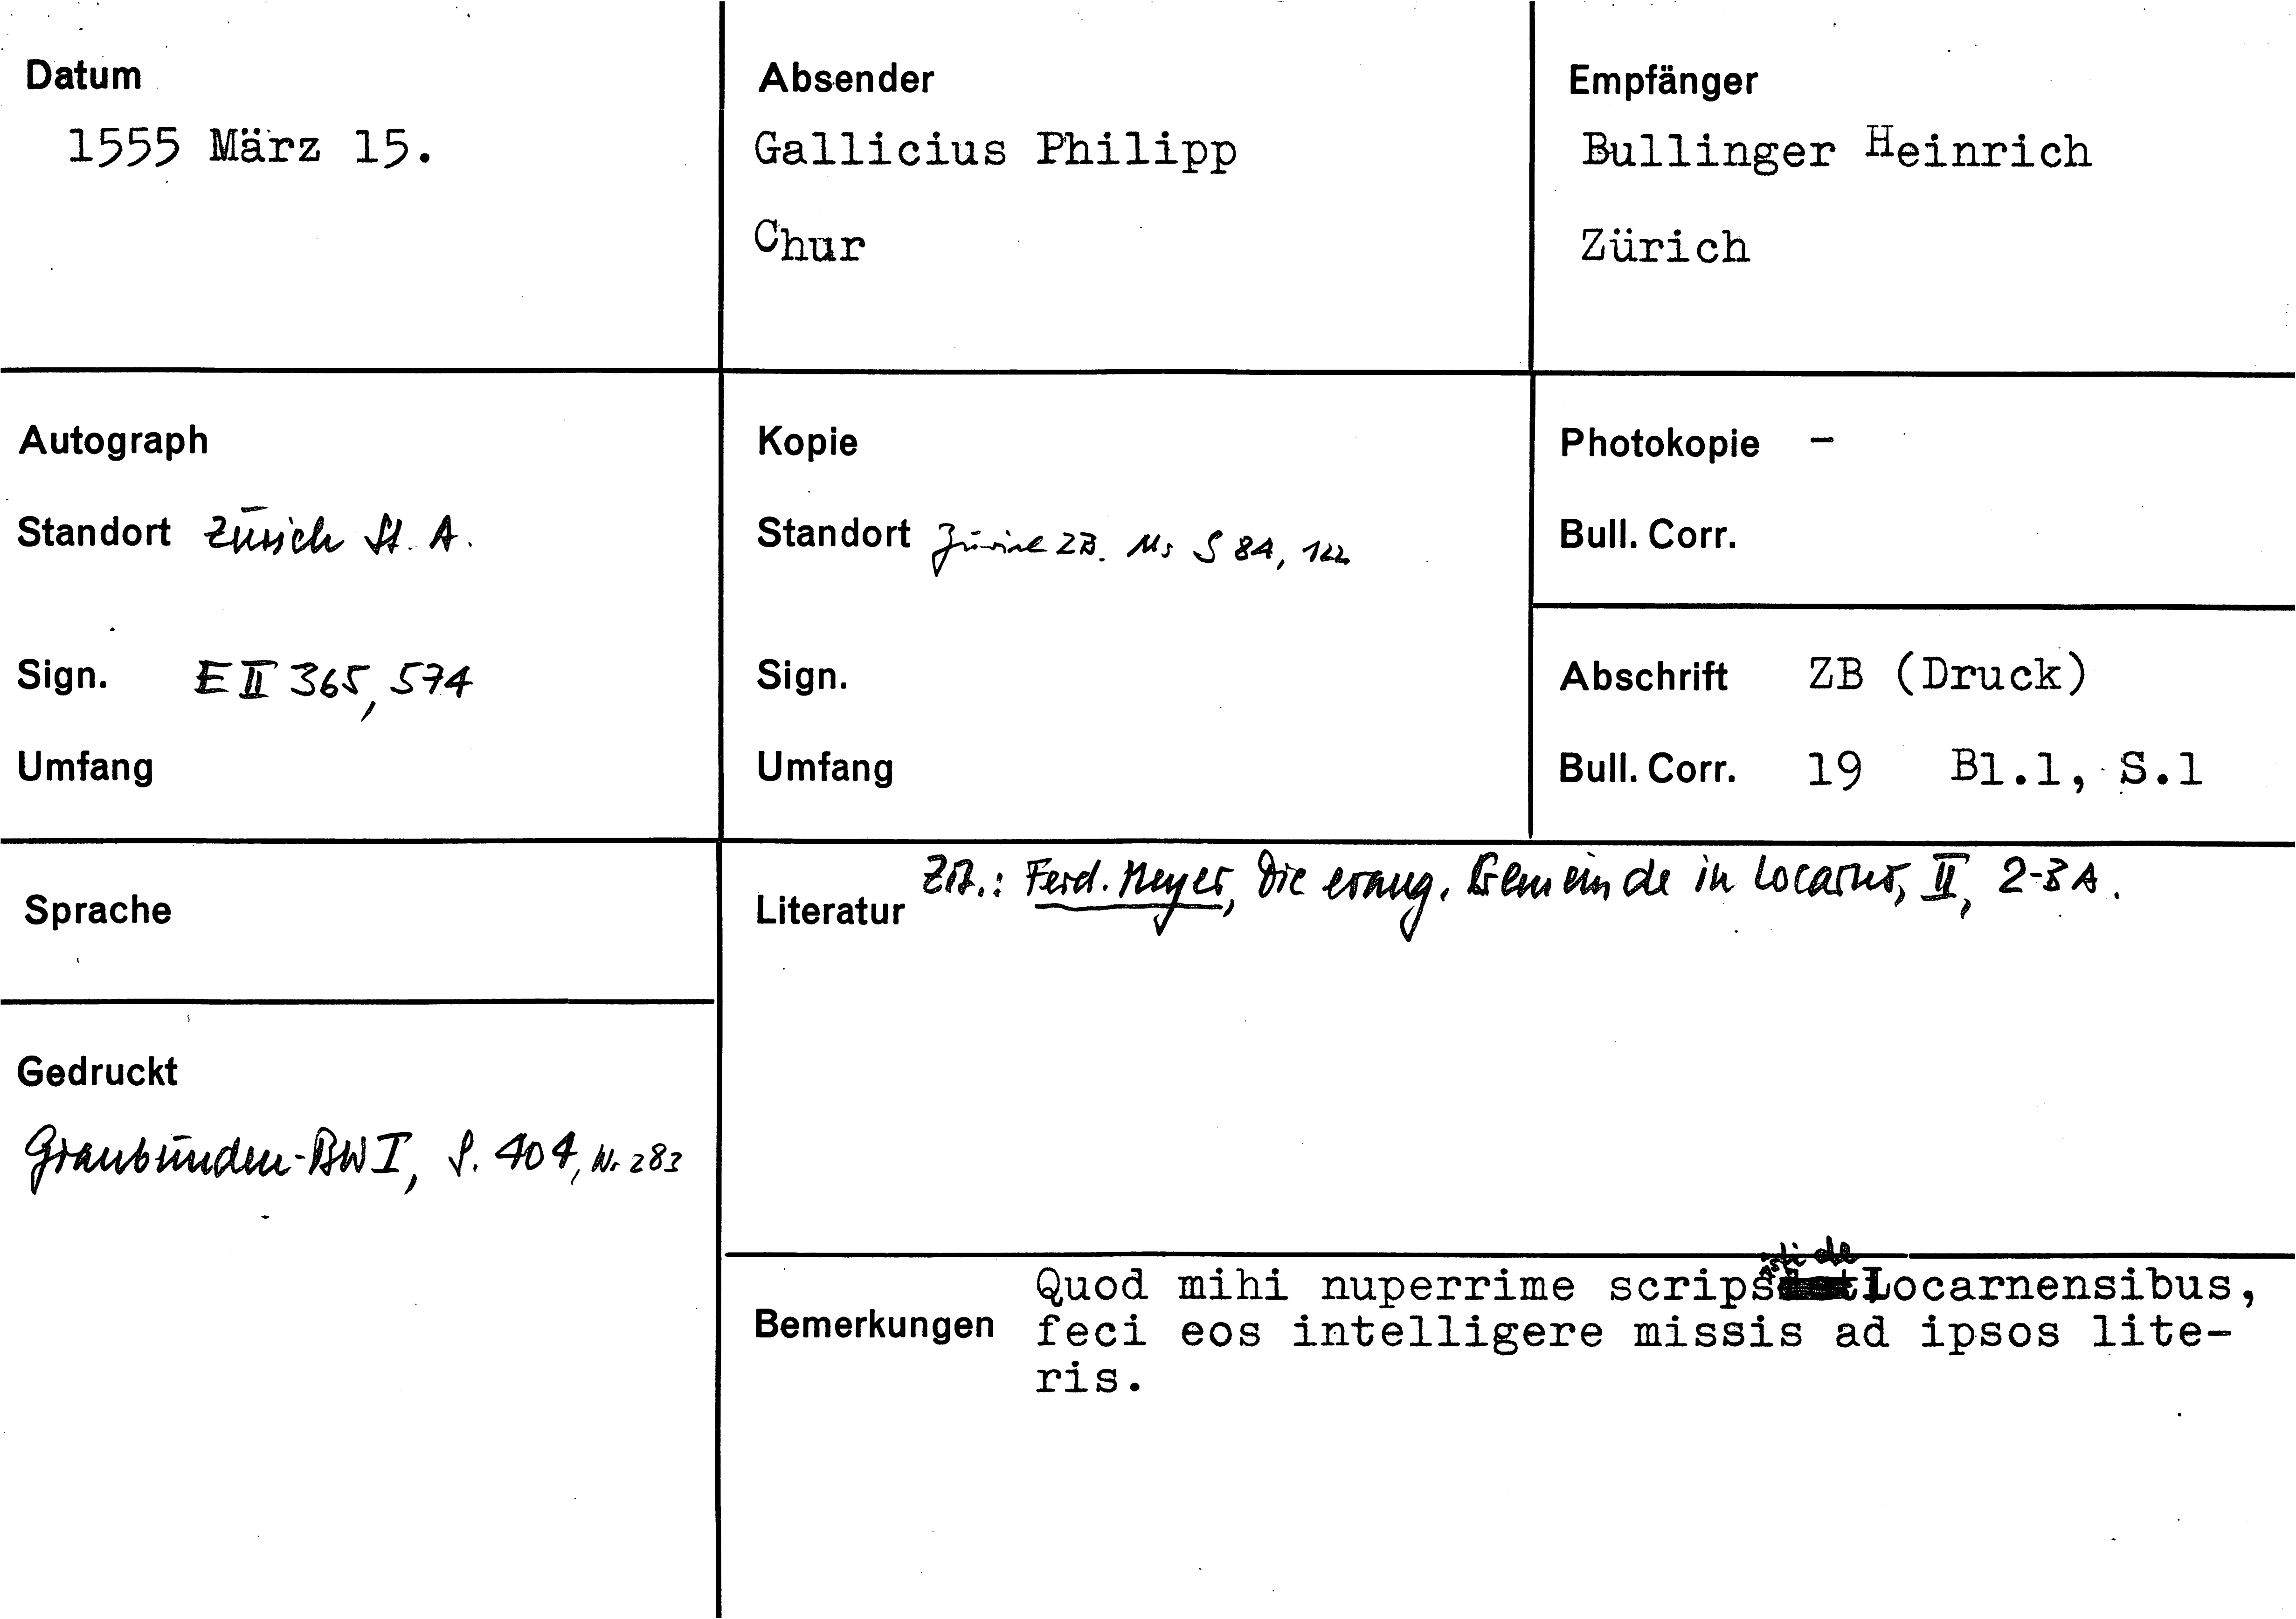 Datum
1555 März 15.
Absender
Gallicius Philipp
Chur
Empfänger
Bullinger Heinrich
Zürich
Autograph
Standort Zürich St. A.
Sign. E II 365, 574
Umfang
Kopie
Standort Zürich ZB. Ms S 84, 122
Sign.
Umfang
Photokopie -
Bull. Corr.
Abschrift ZB (Druck)
Bull. Corr. 19 Bl.1, S.1
Sprache
Gedruckt
Graubünden-BW I, S. 404, Nr 283
Literatur Zit.: Ferd. Meyer, Die evang. Gemeinde in Locarno, II, 2-3 A.
Bemerkungen
Quod mihi nuperrime scripsisti de Locarnensibus,
feci eos intelligere missis ad ipsos lite-
ris.